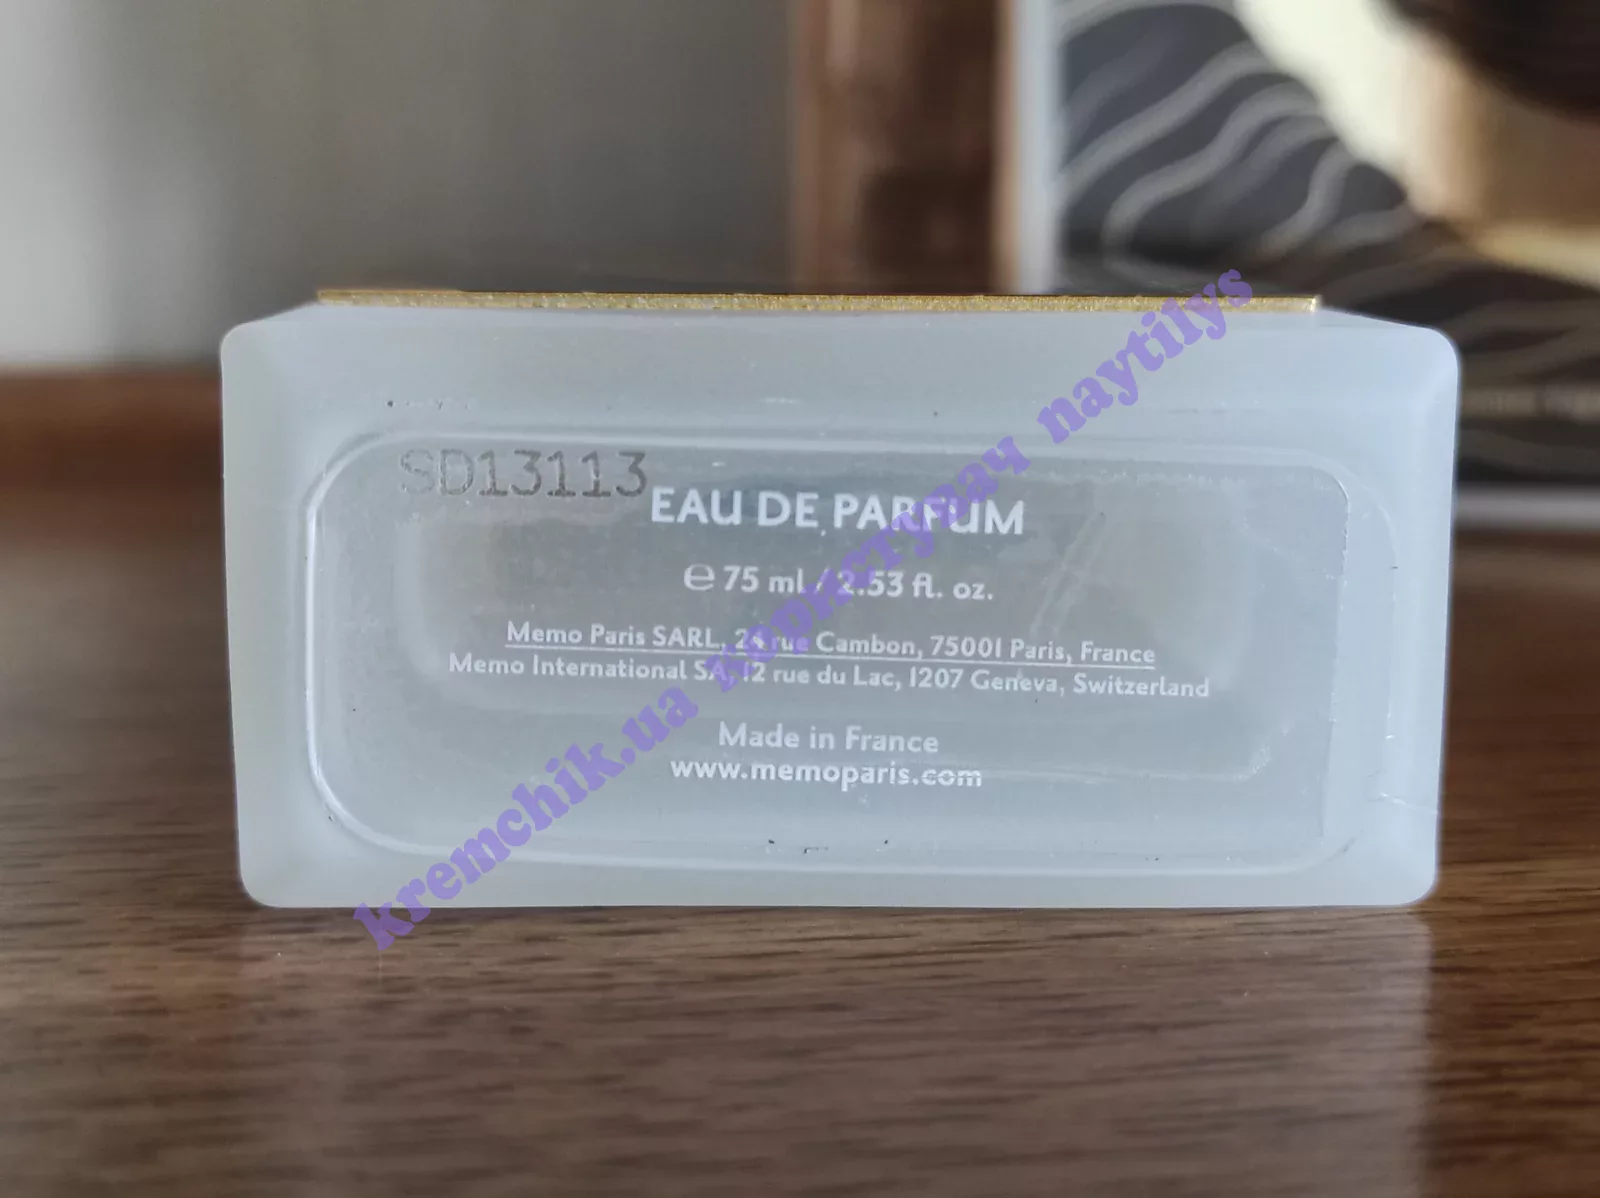 SD13113
EAU DE PARFUM
℮ 75 ml / 2.53 fl. oz.
Memo Paris SARL, 24 rue Cambon, 75001 Paris, France
Memo International SA, 12 rue du Lac, 1207 Geneva, Switzerland
Made in France
www.memoparis.com
kremchik.ua користувач naytilys